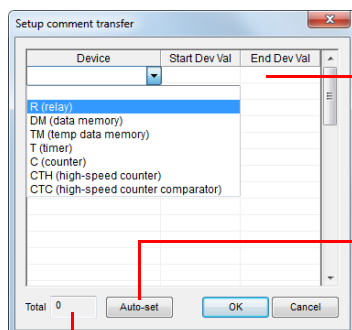 Setup comment transfer
Device Start Dev Val End Dev Val
R (relay)
DM (data memory)
TM (temp data memory)
T (timer)
C (counter)
CTH (high-speed counter)
CTC (high-speed counter comparator)
Total 0 Auto-set OK Cancel